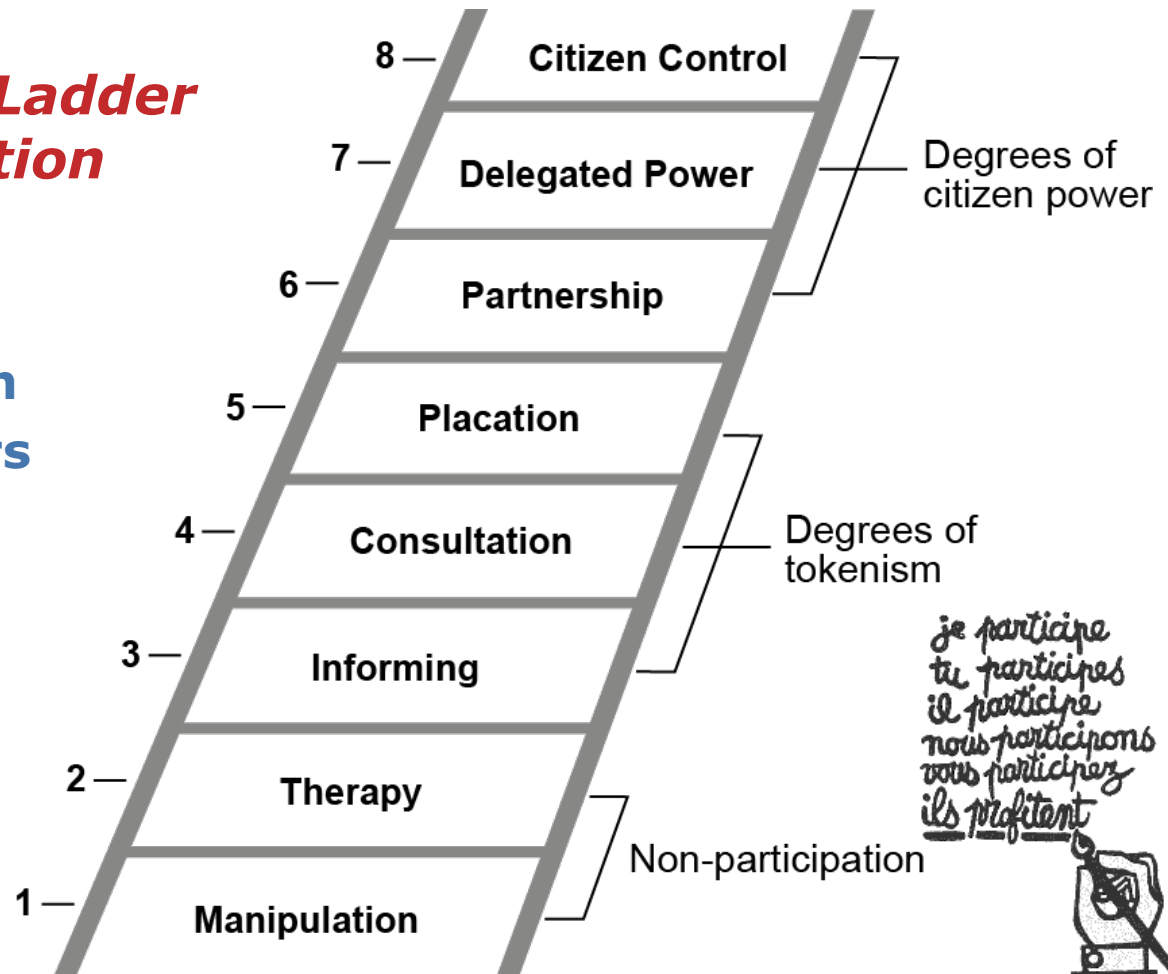 Ladder
tion
n
rs
8
Citizen Control
7
Delegated Power
6
Partnership
5
Placation
4
Consultation
3
Informing
2
Therapy
1
Manipulation
Degrees of
citizen power
Degrees of
tokenism
Non-participation
je participe
tu participes
il participe
nous participons
vous participez
ils profitent